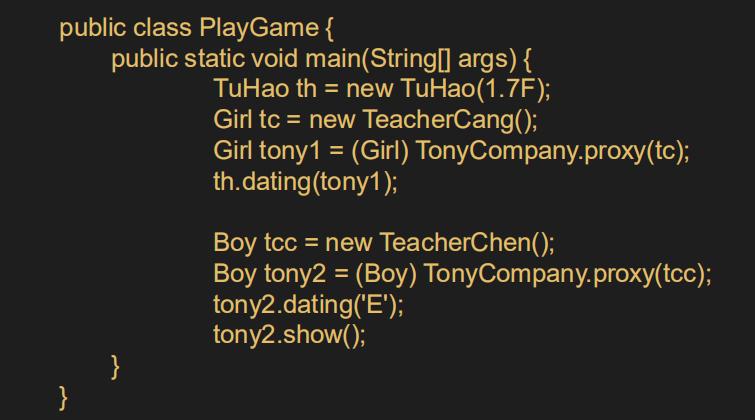 public class PlayGame {
public static void main(String[] args) {
TuHao th = new TuHao(1.7F);
Girl tc = new TeacherCang();
Girl tony1 = (Girl) TonyCompany.proxy(tc);
th.dating(tony1);
Boy tcc = new TeacherChen();
Boy tony2 = (Boy) TonyCompany.proxy(tcc);
tony2.dating('E');
tony2.show();
}
}